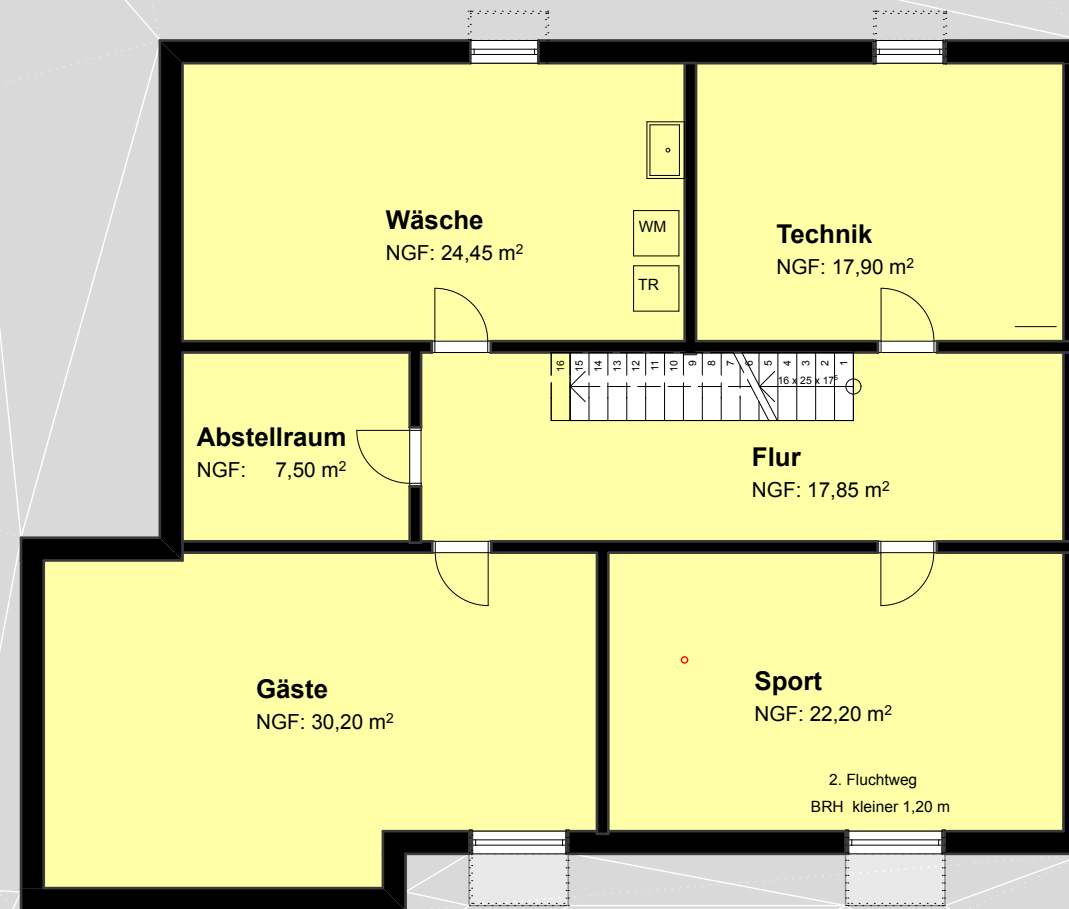 Wäsche
NGF: 24,45 m²
WM
TR
Technik
NGF: 17,90 m²
16 15 14 13 12 11 10 9 8 7 6 5 4 3 2 1
16 x 25 x 17⁵
Abstellraum
NGF: 7,50 m²
Flur
NGF: 17,85 m²
Gäste
NGF: 30,20 m²
Sport
NGF: 22,20 m²
2. Fluchtweg
BRH kleiner 1,20 m